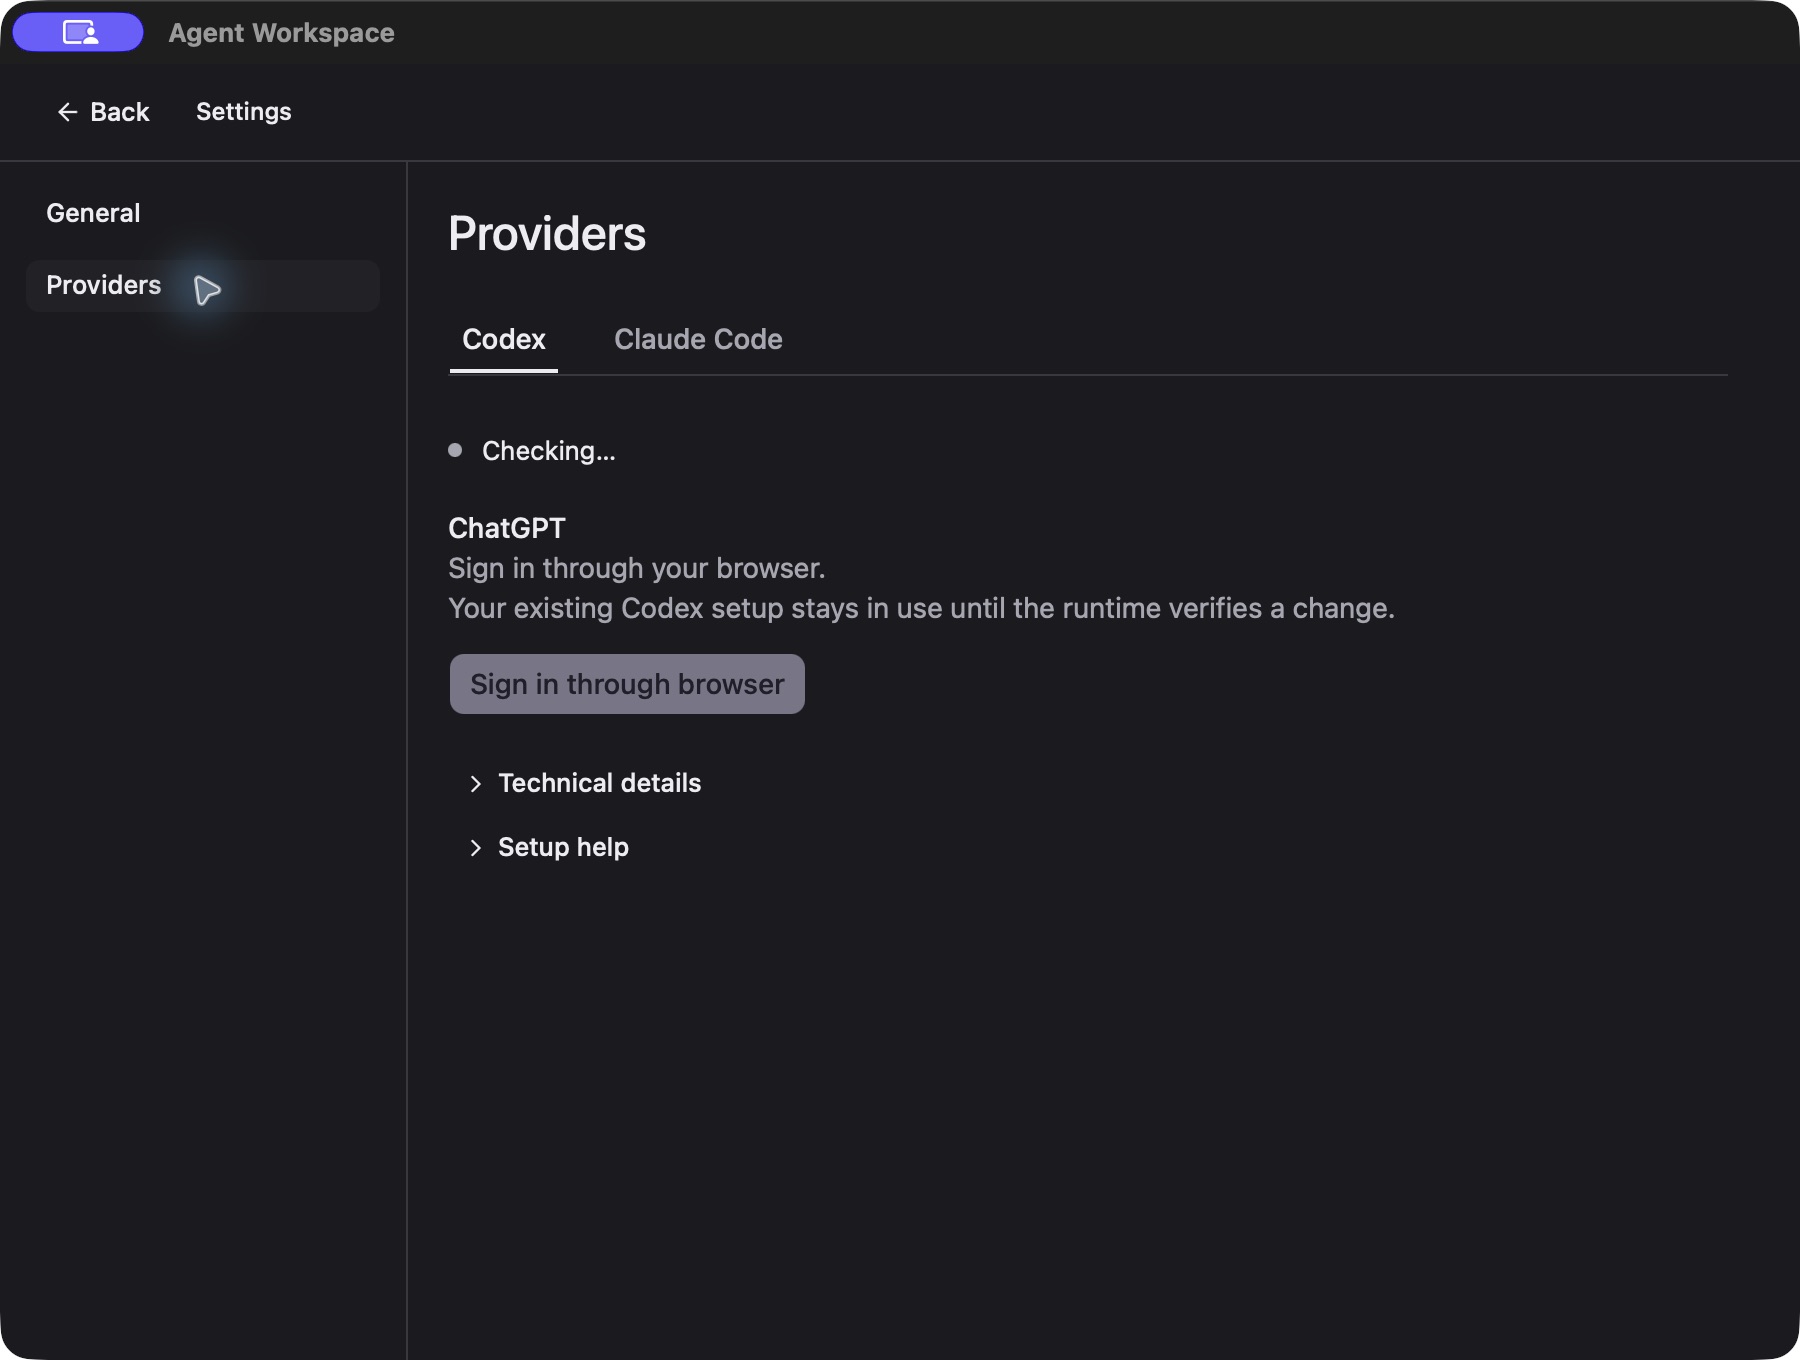 Agent Workspace
Back
Settings
General
Providers
Providers
Codex
Claude Code
Checking...
ChatGPT
Sign in through your browser.
Your existing Codex setup stays in use until the runtime verifies a change.
Sign in through browser
Technical details
Setup help